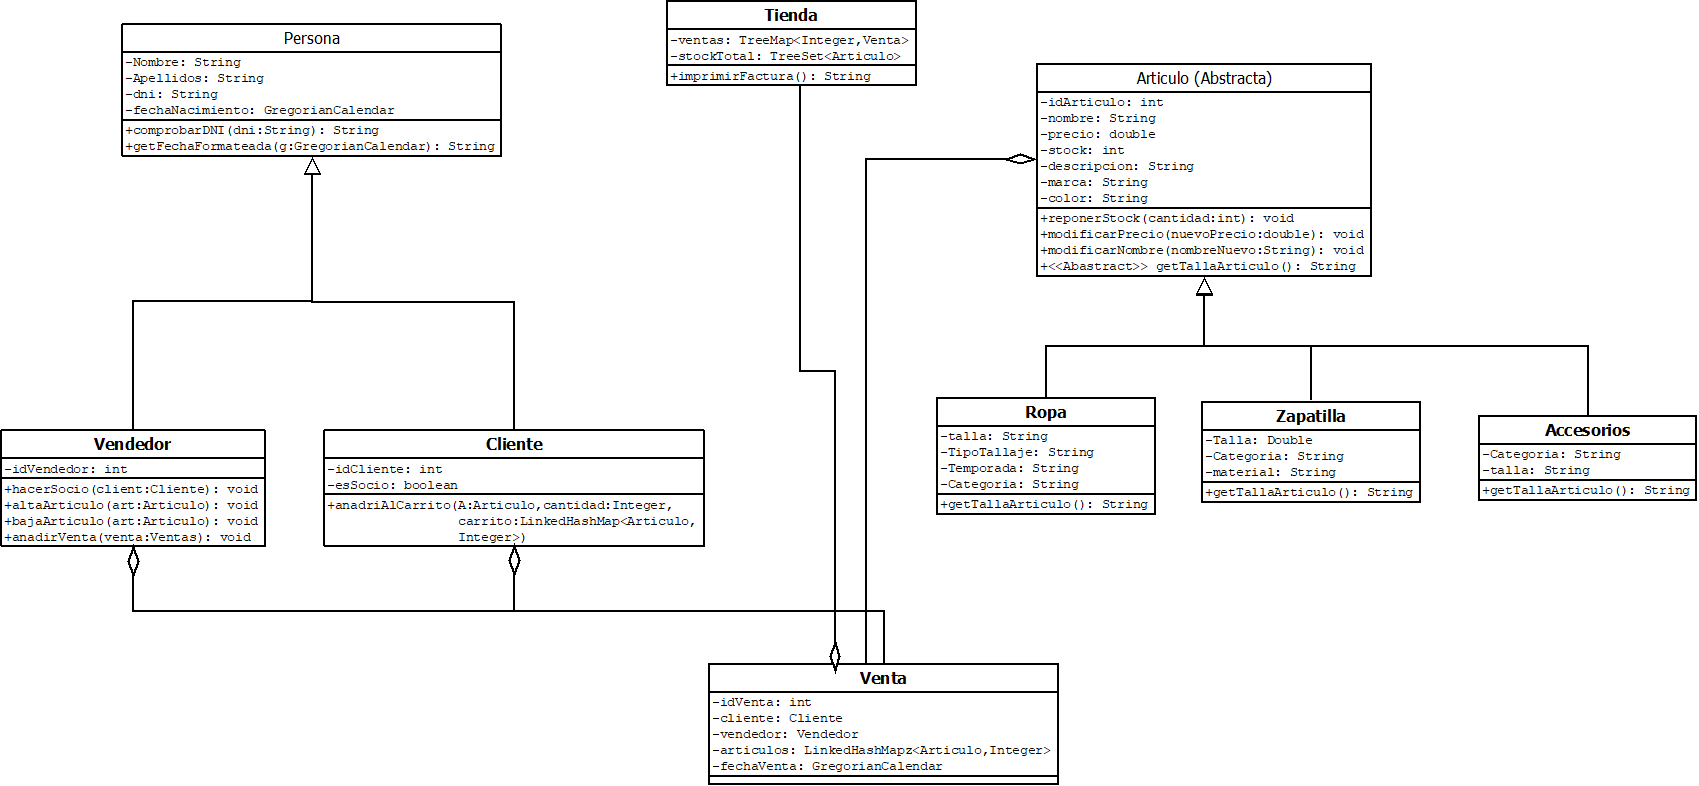 Persona
-Nombre: String
-Apellidos: String
-dni: String
-fechaNacimiento: GregorianCalendar
+comprobarDNI(dni:String): String
+getFechaFormateada(g:GregorianCalendar): String
Tienda
-ventas: TreeMap<Integer,Venta>
-stockTotal: TreeSet<Articulo>
+imprimirFactura(): String
Articulo (Abstracta)
-idArticulo: int
-nombre: String
-precio: double
-stock: int
-descripcion: String
-marca: String
-color: String
+reponerStock(cantidad:int): void
+modificarPrecio(nuevoPrecio:double): void
+modificarNombre(nombreNuevo:String): void
+<<Abastract>> getTallaArticulo(): String
Vendedor
-idVendedor: int
+hacerSocio(client:Cliente): void
+altaArticulo(art:Articulo): void
+bajaArticulo(art:Articulo): void
+anadirVenta(venta:Ventas): void
Cliente
-idCliente: int
-esSocio: boolean
+anadriAlCarrito(A:Articulo,cantidad:Integer,
carrito:LinkedHashMap<Articulo,
Integer>)
Ropa
-talla: String
-TipoTallaje: String
-Temporada: String
-Categoria: String
+getTallaArticulo(): String
Zapatilla
-Talla: Double
-Categoria: String
-material: String
+getTallaArticulo(): String
Accesorios
-Categoria: String
-talla: String
+getTallaArticulo(): String
Venta
-idVenta: int
-cliente: Cliente
-vendedor: Vendedor
-articulos: LinkedHashMapz<Articulo,Integer>
-fechaVenta: GregorianCalendar